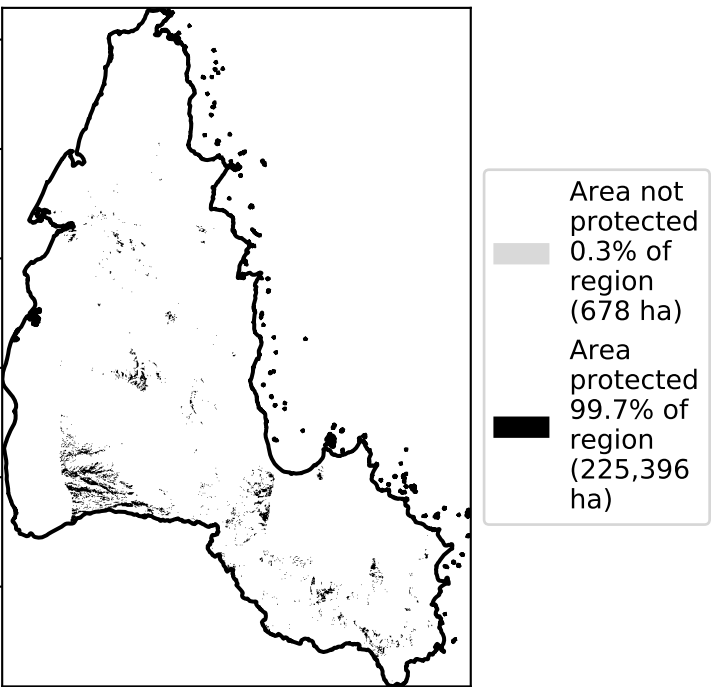 Area not
protected
0.3% of
region
(678 ha)
Area
protected
99.7% of
region
(225,396
ha)